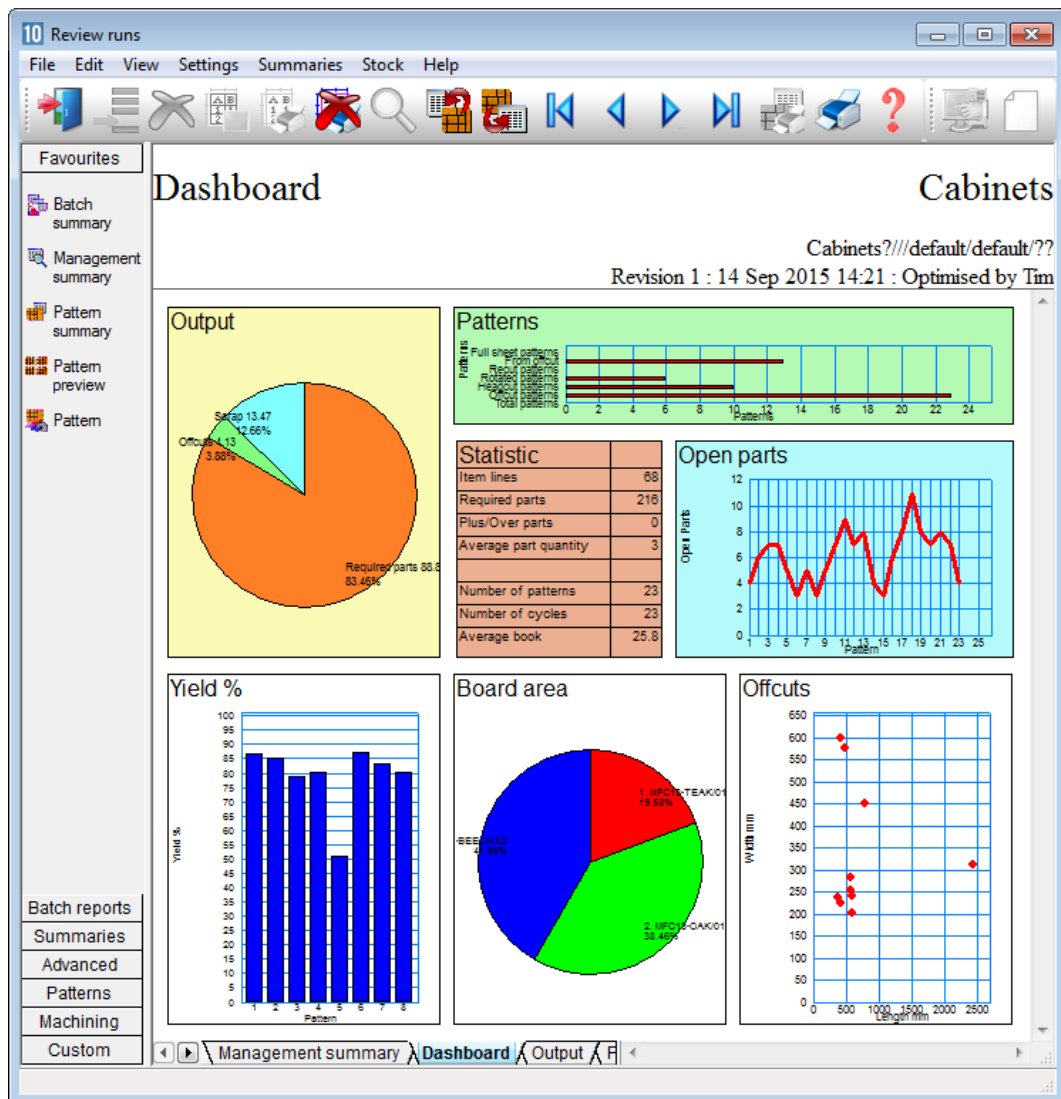 10 Review runs
File Edit View Settings Summaries Stock Help
Favourites
Batch
summary
Management
summary
Pattern
summary
Pattern
preview
Pattern
Batch reports
Summaries
Advanced
Patterns
Machining
Custom
Dashboard
Cabinets
Cabinets?///default/default/??
Revision 1 : 14 Sep 2015 14:21 : Optimised by Tim
Output
Scrap 13.47
12.66%
Offcuts 4.13
3.88%
Required parts 88.8
83.46%
Patterns
Patterns
Full sheet patterns
From offcut
Recut patterns
Rotated patterns
Headcut patterns
Offcut patterns
Total patterns
0 2 4 6 8 10 12 14 16 18 20 22 24
Patterns
Statistic
Item lines 68
Required parts 216
Plus/Over parts 0
Average part quantity 3
Number of patterns 23
Number of cycles 23
Average book 25.8
Open parts
Open Parts
12
10
8
6
4
2
0
1 3 5 7 9 11 13 15 17 19 21 23 25
Pattern
Yield %
Yield %
100
95
90
85
80
75
70
65
60
55
50
45
40
35
30
25
20
15
10
5
0
1 2 3 4 5 6 7 8
Pattern
Board area
1. MFC18-TEAK/01
19.58%
2. MFC18-OAK/01
38.46%
-BEECH/02
41.96%
Offcuts
Width mm
650
600
550
500
450
400
350
300
250
200
150
100
50
0
0 500 1000 1500 2000 2500
Length mm
Management summary Dashboard Output